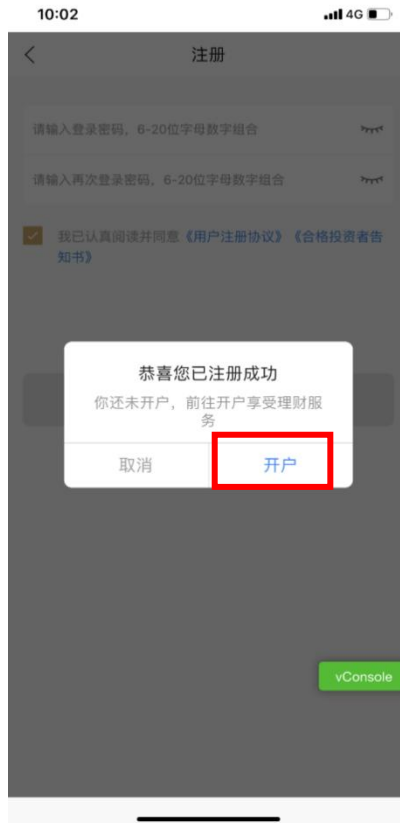 10:02
4G
注册
请输入登录密码，6-20位字母数字组合
请输入再次登录密码，6-20位字母数字组合
我已认真阅读并同意《用户注册协议》《合格投资者告
知书》
恭喜您已注册成功
你还未开户，前往开户享受理财服
务
取消
开户
vConsole